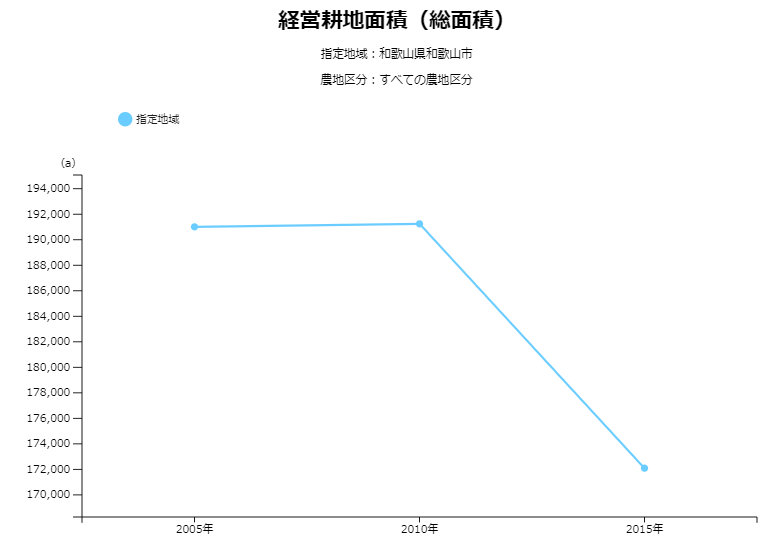 経営耕地面積（総面積）
指定地域：和歌山県和歌山市
農地区分：すべての農地区分
指定地域
(a)
194,000
192,000
190,000
188,000
186,000
184,000
182,000
180,000
178,000
176,000
174,000
172,000
170,000
2005年 2010年 2015年